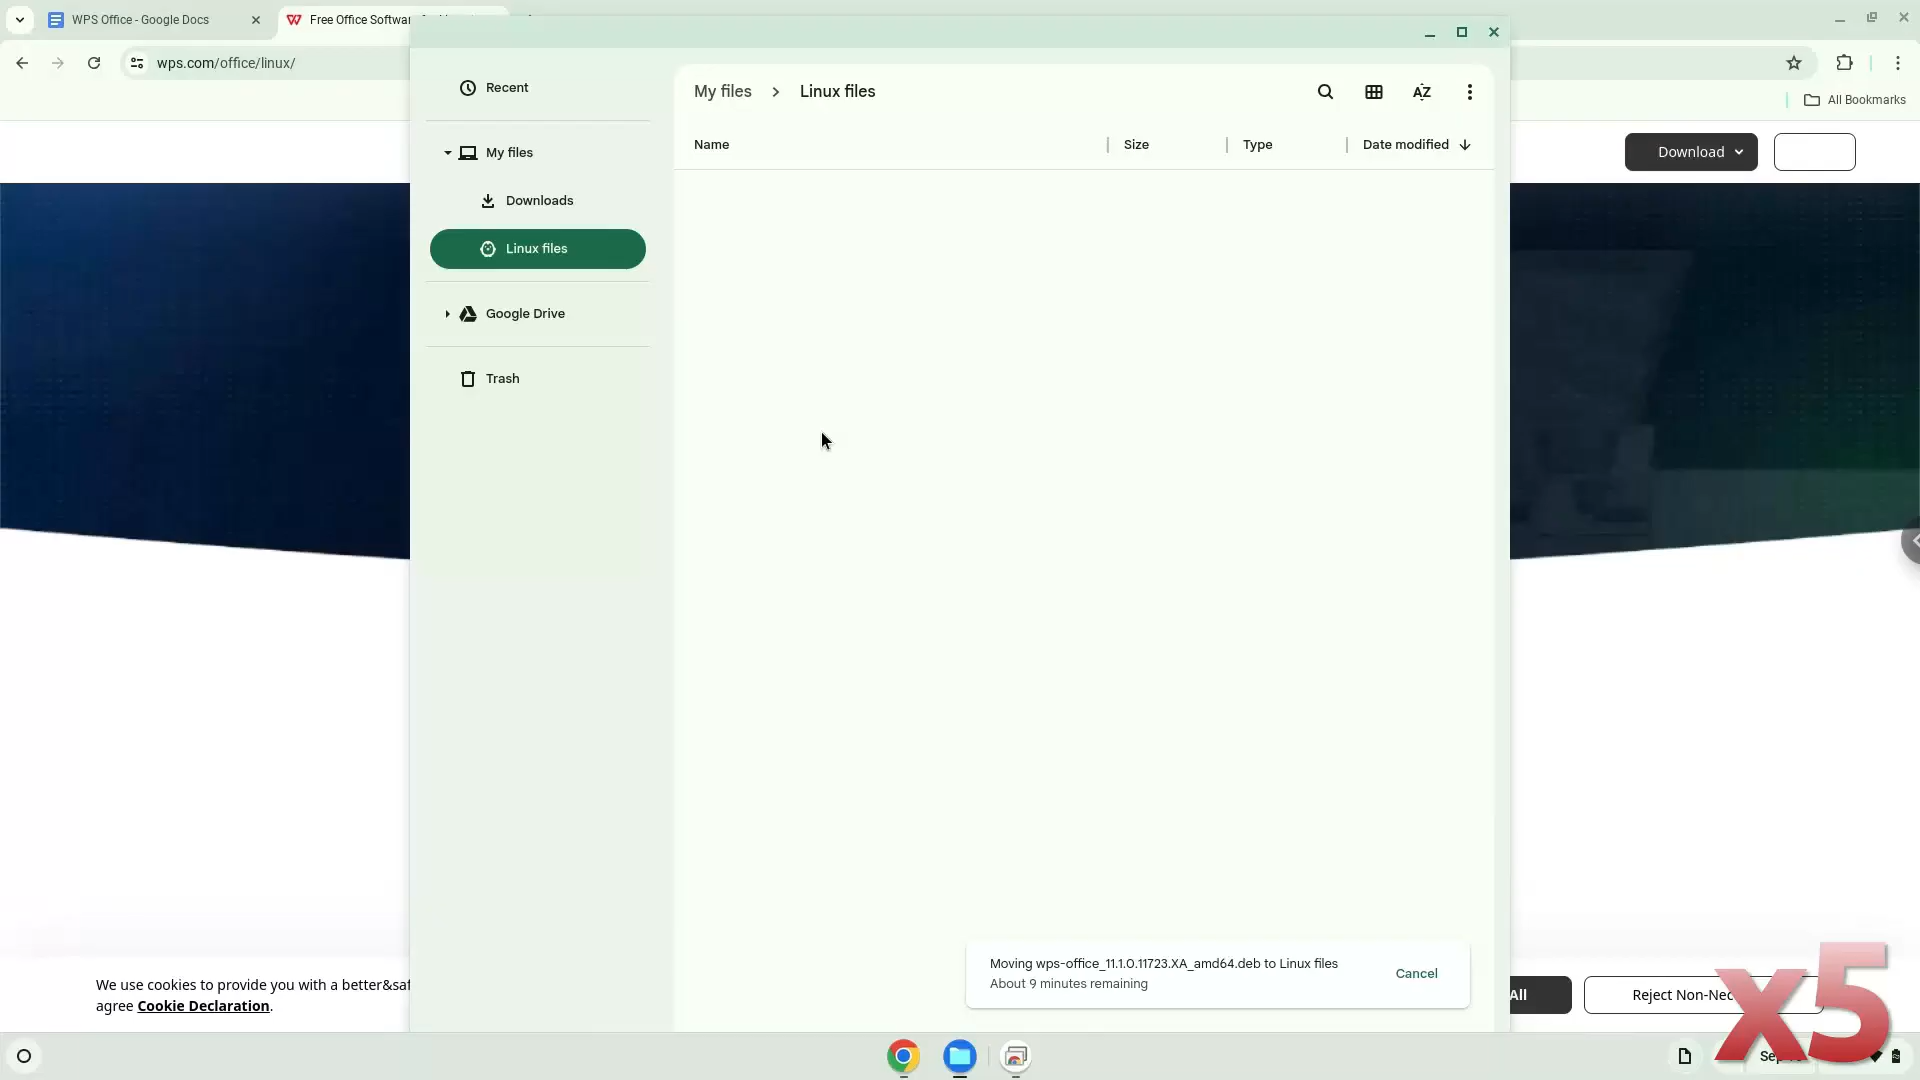 WPS Office - Google Docs
Free Office Softwar
wps.com/office/linux/
All Bookmarks
Download
Recent
My files
Downloads
Linux files
Google Drive
Trash
My files > Linux files
AZ
Name
Size
Type
Date modified
Moving wps-office_11.1.0.11723.XA_amd64.deb to Linux files
About 9 minutes remaining
Cancel
We use cookies to provide you with a better&saf
agree Cookie Declaration.
All
Reject Non-Nec
Sep
x5